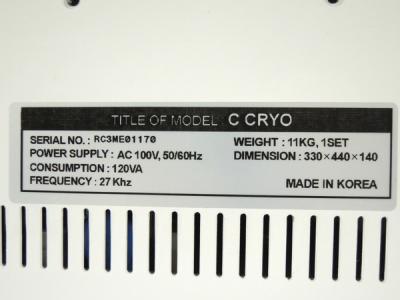 TITLE OF MODEL : C CRYO
SERIAL NO. : RC3ME01170
POWER SUPPLY : AC 100V, 50/60Hz
CONSUMPTION : 120VA
FREQUENCY : 27 Khz
WEIGHT : 11KG, 1SET
DIMENSION : 330×440×140
MADE IN KOREA